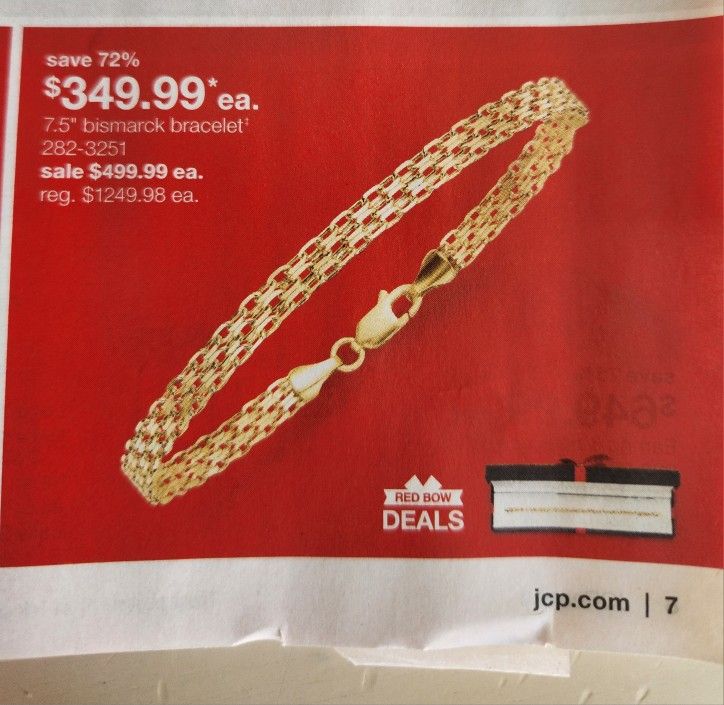 save 72%
$349.99* ea.
7.5" bismarck bracelet‡
282-3251
sale $499.99 ea.
reg. $1249.98 ea.
RED BOW
DEALS
jcp.com | 7